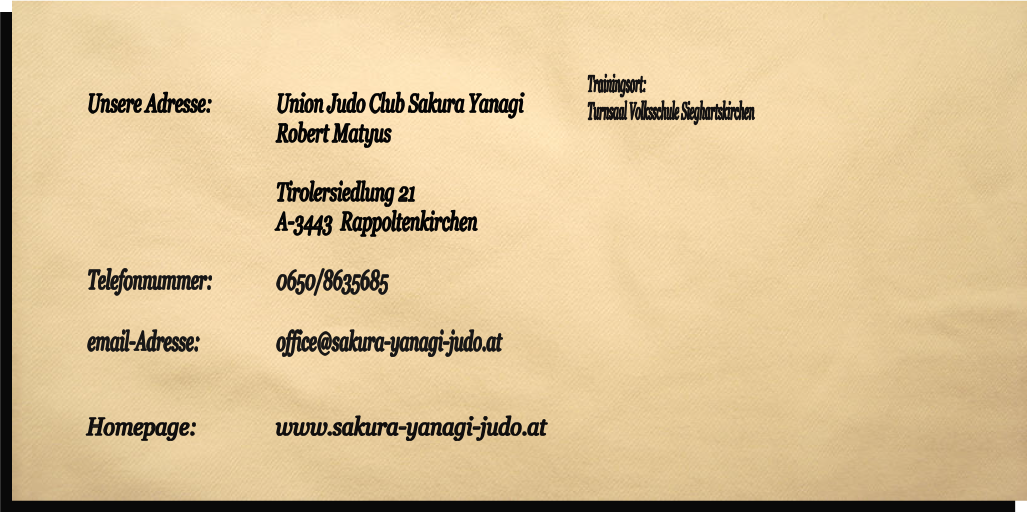 Unsere Adresse: Union Judo Club Sakura Yanagi
Robert Matyus
Tirolersiedlung 21
A-3443 Rappoltenkirchen
Trainingsort:
Turnsaal Volksschule Sieghartskirchen
Telefonnummer: 0650/8635685
email-Adresse: office@sakura-yanagi-judo.at
Homepage: www.sakura-yanagi-judo.at